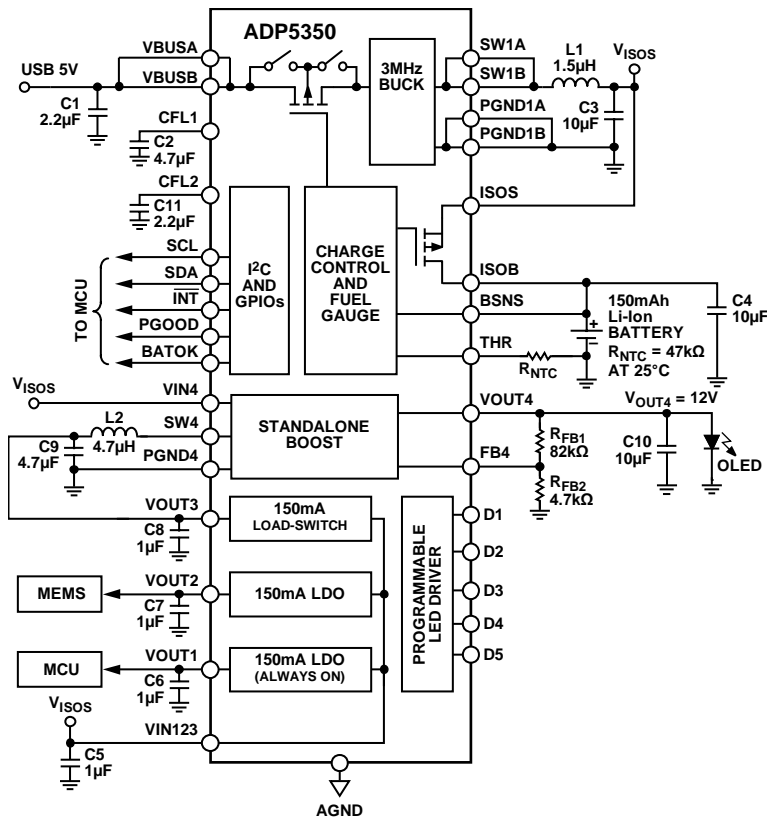 ADP5350
VBUSA
VBUSB
USB 5V
C1
2.2µF
CFL1
C2
4.7µF
CFL2
C11
2.2µF
3MHz
BUCK
SW1A
SW1B
L1
1.5µH
VISOS
C3
10µF
PGND1A
PGND1B
ISOS
SCL
SDA
INT
PGOOD
BATOK
TO MCU
I2C
AND
GPIOs
CHARGE
CONTROL
AND
FUEL
GAUGE
ISOB
BSNS
THR
RNTC
150mAh
Li-Ion
BATTERY
RNTC = 47kΩ
AT 25°C
+
–
C4
10µF
VISOS
VIN4
SW4
L2
4.7µH
C9
4.7µF
PGND4
STANDALONE
BOOST
VOUT4
VOUT4 = 12V
RFB1
82kΩ
FB4
RFB2
4.7kΩ
C10
10µF
OLED
VOUT3
C8
1µF
150mA
LOAD-SWITCH
MEMS
VOUT2
C7
1µF
150mA LDO
MCU
VOUT1
C6
1µF
150mA LDO
(ALWAYS ON)
VISOS
VIN123
C5
1µF
PROGRAMMABLE
LED DRIVER
D1
D2
D3
D4
D5
AGND